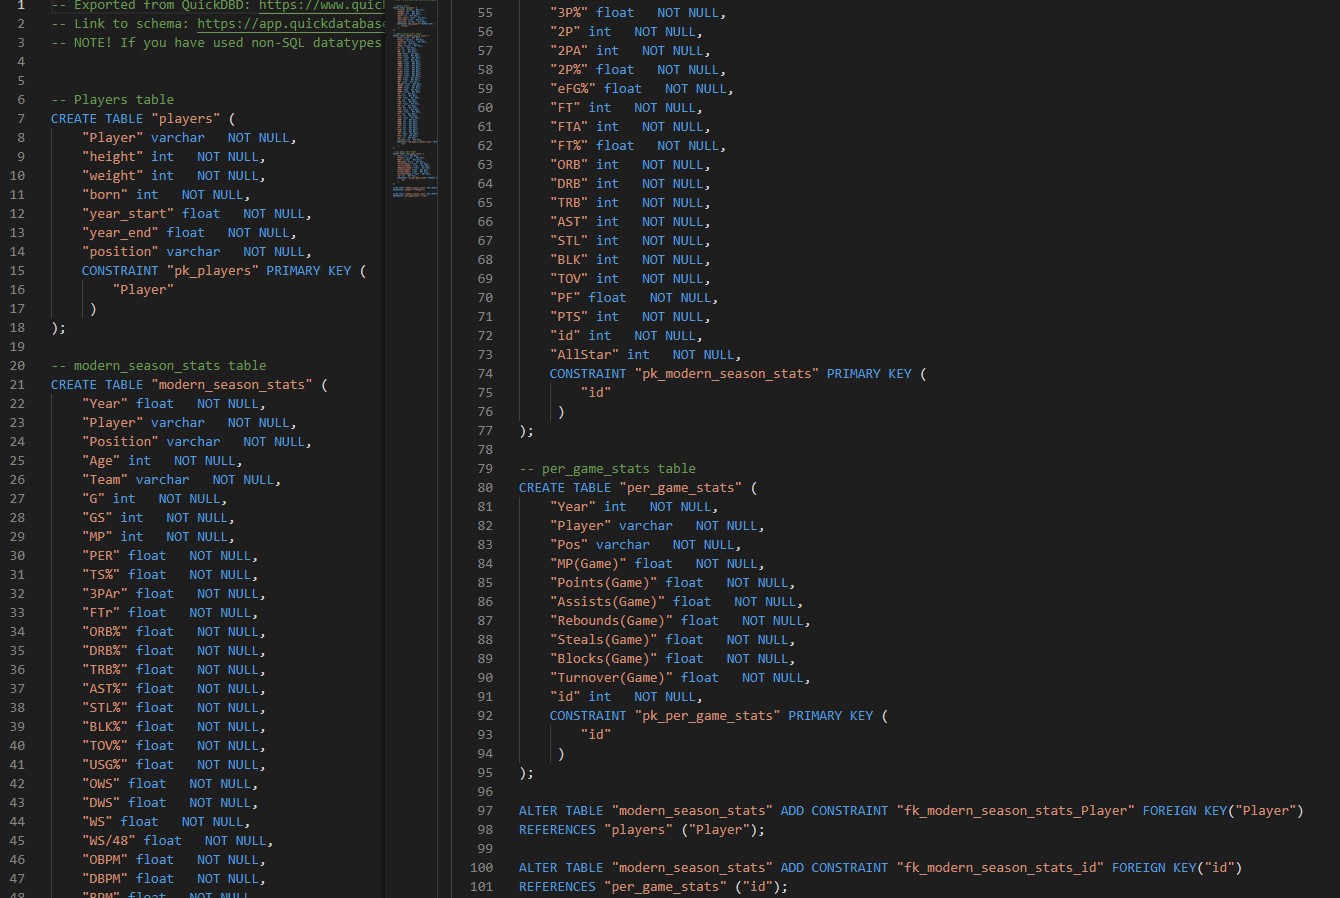 1 -- Exported from QuickDBD: https://www.quic
2 -- Link to schema: https://app.quickdatabas
3 -- NOTE! If you have used non-SQL datatypes
4
5
6 -- Players table
7 CREATE TABLE "players" (
8 "Player" varchar NOT NULL,
9 "height" int NOT NULL,
10 "weight" int NOT NULL,
11 "born" int NOT NULL,
12 "year_start" float NOT NULL,
13 "year_end" float NOT NULL,
14 "position" varchar NOT NULL,
15 CONSTRAINT "pk_players" PRIMARY KEY (
16 "Player"
17 )
18 );
19
20 -- modern_season_stats table
21 CREATE TABLE "modern_season_stats" (
22 "Year" float NOT NULL,
23 "Player" varchar NOT NULL,
24 "Position" varchar NOT NULL,
25 "Age" int NOT NULL,
26 "Team" varchar NOT NULL,
27 "G" int NOT NULL,
28 "GS" int NOT NULL,
29 "MP" int NOT NULL,
30 "PER" float NOT NULL,
31 "TS%" float NOT NULL,
32 "3PAr" float NOT NULL,
33 "FTr" float NOT NULL,
34 "ORB%" float NOT NULL,
35 "DRB%" float NOT NULL,
36 "TRB%" float NOT NULL,
37 "AST%" float NOT NULL,
38 "STL%" float NOT NULL,
39 "BLK%" float NOT NULL,
40 "TOV%" float NOT NULL,
41 "USG%" float NOT NULL,
42 "OWS" float NOT NULL,
43 "DWS" float NOT NULL,
44 "WS" float NOT NULL,
45 "WS/48" float NOT NULL,
46 "OBPM" float NOT NULL,
47 "DBPM" float NOT NULL,
48 "BPM" float NOT NULL,
55 "3P%" float NOT NULL,
56 "2P" int NOT NULL,
57 "2PA" int NOT NULL,
58 "2P%" float NOT NULL,
59 "eFG%" float NOT NULL,
60 "FT" int NOT NULL,
61 "FTA" int NOT NULL,
62 "FT%" float NOT NULL,
63 "ORB" int NOT NULL,
64 "DRB" int NOT NULL,
65 "TRB" int NOT NULL,
66 "AST" int NOT NULL,
67 "STL" int NOT NULL,
68 "BLK" int NOT NULL,
69 "TOV" int NOT NULL,
70 "PF" float NOT NULL,
71 "PTS" int NOT NULL,
72 "id" int NOT NULL,
73 "AllStar" int NOT NULL,
74 CONSTRAINT "pk_modern_season_stats" PRIMARY KEY (
75 "id"
76 )
77 );
78
79 -- per_game_stats table
80 CREATE TABLE "per_game_stats" (
81 "Year" int NOT NULL,
82 "Player" varchar NOT NULL,
83 "Pos" varchar NOT NULL,
84 "MP(Game)" float NOT NULL,
85 "Points(Game)" float NOT NULL,
86 "Assists(Game)" float NOT NULL,
87 "Rebounds(Game)" float NOT NULL,
88 "Steals(Game)" float NOT NULL,
89 "Blocks(Game)" float NOT NULL,
90 "Turnover(Game)" float NOT NULL,
91 "id" int NOT NULL,
92 CONSTRAINT "pk_per_game_stats" PRIMARY KEY (
93 "id"
94 )
95 );
96
97 ALTER TABLE "modern_season_stats" ADD CONSTRAINT "fk_modern_season_stats_Player" FOREIGN KEY("Player")
98 REFERENCES "players" ("Player");
99
100 ALTER TABLE "modern_season_stats" ADD CONSTRAINT "fk_modern_season_stats_id" FOREIGN KEY("id")
101 REFERENCES "per_game_stats" ("id");